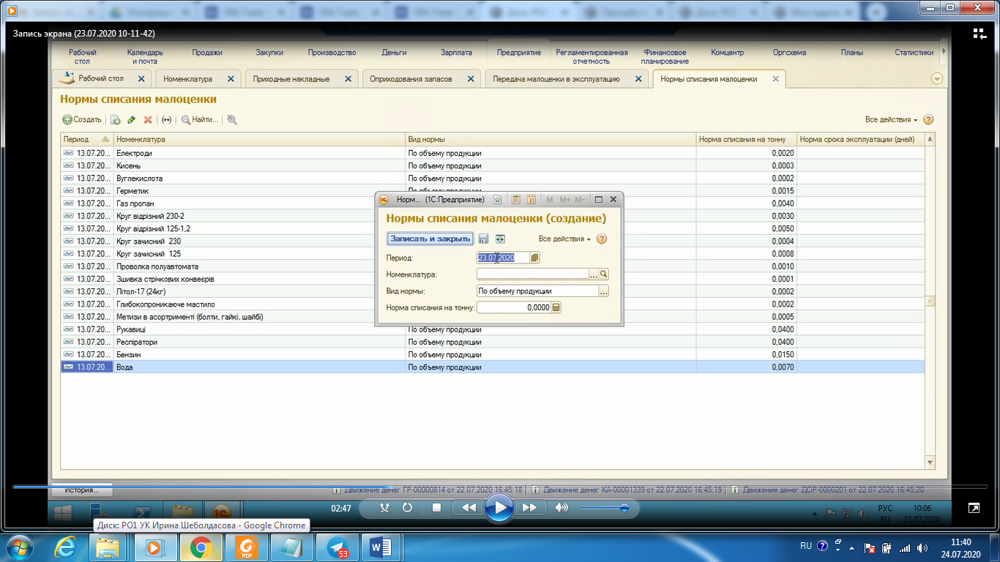 Запись экрана (23.07.2020 10-11-42)
Рабочий стол
Календарь и почта
Продажи
Закупки
Производство
Деньги
Зарплата
Предприятие
Регламентированная отчетность
Финансовое планирование
Комцентр
Оргсхема
Планы
Статистики
Рабочий стол
Номенклатура
Приходные накладные
Оприходования запасов
Передача малоценки в эксплуатацию
Нормы списания малоценки
Нормы списания малоценки
Создать
Найти...
Все действия
Период Номенклатура Вид нормы Норма списания на тонну Норма срока эксплуатации (дней)
13.07.20... Електроди По объему продукции 0,0020
13.07.20... Кисень По объему продукции 0,0003
13.07.20... Вуглекислота По объему продукции 0,0002
13.07.20... Герметик По объему продукции 0,0015
13.07.20... Газ пропан 0,0040
13.07.20... Круг відрізний 230-2 0,0030
13.07.20... Круг відрізний 125-1,2 0,0050
13.07.20... Круг зачисний 230 0,0004
13.07.20... Круг зачисний 125 0,0008
13.07.20... Проволка полуавтомата 0,0010
13.07.20... Зшивка стрічкових конвеєрів 0,0001
13.07.20... Літол-17 (24кг) 0,0002
13.07.20... Глибокопроникаюче мастило 0,0002
13.07.20... Метизи в асортименті (болти, гайкі, шайбі) 0,0005
13.07.20... Рукавиці По объему продукции 0,0400
13.07.20... Респіратори По объему продукции 0,0400
13.07.20... Бензин По объему продукции 0,0150
13.07.20... Вода По объему продукции 0,0070
Норм... (1С:Предприятие) M M+ M-
Нормы списания малоценки (создание)
Записать и закрыть
Все действия
Период: 23.07.2020
Номенклатура:
Вид нормы: По объему продукции
Норма списания на тонну: 0,0000
История...
Движение денег ГР-00000814 от 22.07.2020 16:45:18
Движение денег КА-00001339 от 22.07.2020 16:45:19
Движение денег ДОР-0000201 от 22.07.2020 16:45:20
02:47
РУС
RU
10:06
23.07.2020
Диск: РО1 УК Ирина Шеболдасова - Google Chrome
PDF
53
RU
11:40
24.07.2020